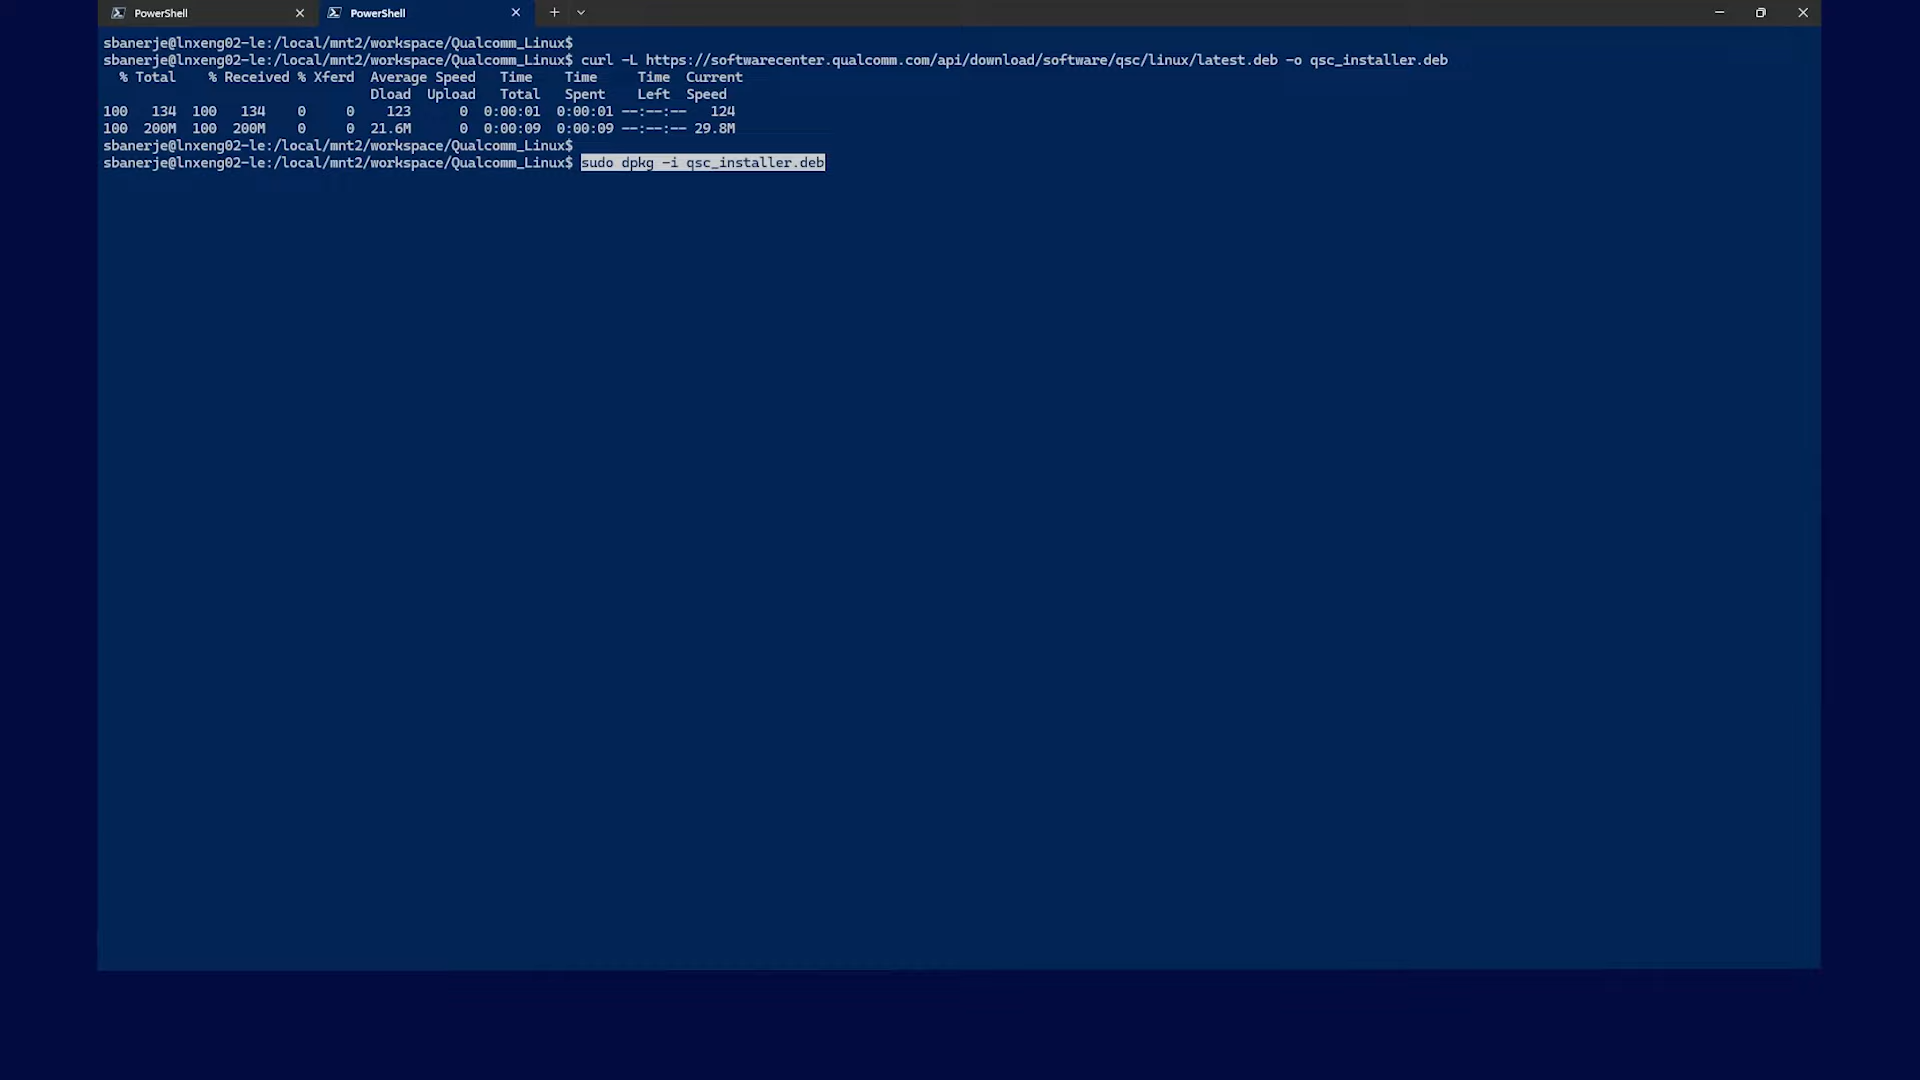 PowerShell PowerShell
sbanerje@lnxeng02-le:/local/mnt2/workspace/Qualcomm_Linux$
sbanerje@lnxeng02-le:/local/mnt2/workspace/Qualcomm_Linux$ curl -L https://softwarecenter.qualcomm.com/api/download/software/qsc/linux/latest.deb -o qsc_installer.deb
% Total % Received % Xferd Average Speed Time Time Time Current
Dload Upload Total Spent Left Speed
100 134 100 134 0 0 123 0 0:00:01 0:00:01 --:--:-- 124
100 200M 100 200M 0 0 21.6M 0 0:00:09 0:00:09 --:--:-- 29.8M
sbanerje@lnxeng02-le:/local/mnt2/workspace/Qualcomm_Linux$
sbanerje@lnxeng02-le:/local/mnt2/workspace/Qualcomm_Linux$ sudo dpkg -i qsc_installer.deb